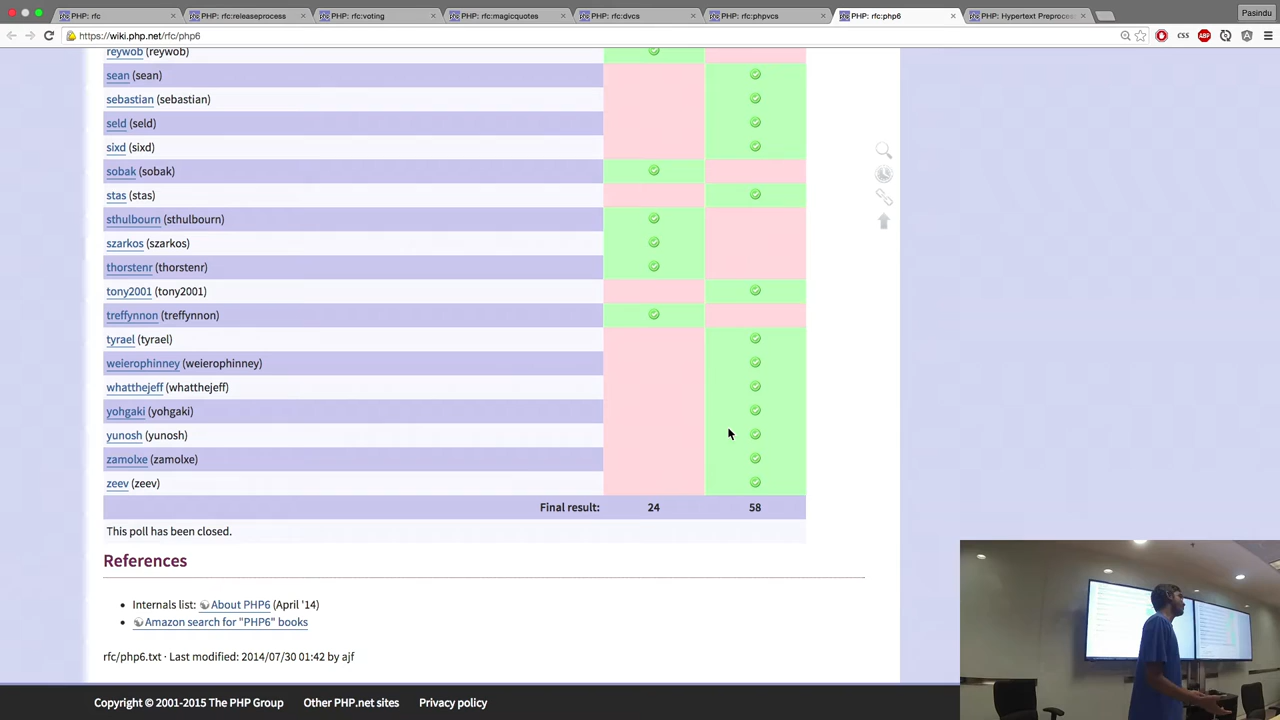 PHP: rfc
PHP: rfc:releaseprocess
PHP: rfc:voting
PHP: rfc:magicquotes
PHP: rfc:dvcs
PHP: rfc:phpvcs
PHP: rfc:php6
PHP: Hypertext Preproces
Pasindu
https://wiki.php.net/rfc/php6
CSS
ABP
reywob (reywob)
sean (sean)
sebastian (sebastian)
seld (seld)
sixd (sixd)
sobak (sobak)
stas (stas)
sthulbourn (sthulbourn)
szarkos (szarkos)
thorstenr (thorstenr)
tony2001 (tony2001)
treffynnon (treffynnon)
tyrael (tyrael)
weierophinney (weierophinney)
whatthejeff (whatthejeff)
yohgaki (yohgaki)
yunosh (yunosh)
zamolxe (zamolxe)
zeev (zeev)
Final result: 24 58
This poll has been closed.
References
• Internals list: About PHP6 (April '14)
• Amazon search for "PHP6" books
rfc/php6.txt · Last modified: 2014/07/30 01:42 by ajf
Copyright © 2001-2015 The PHP Group
Other PHP.net sites
Privacy policy